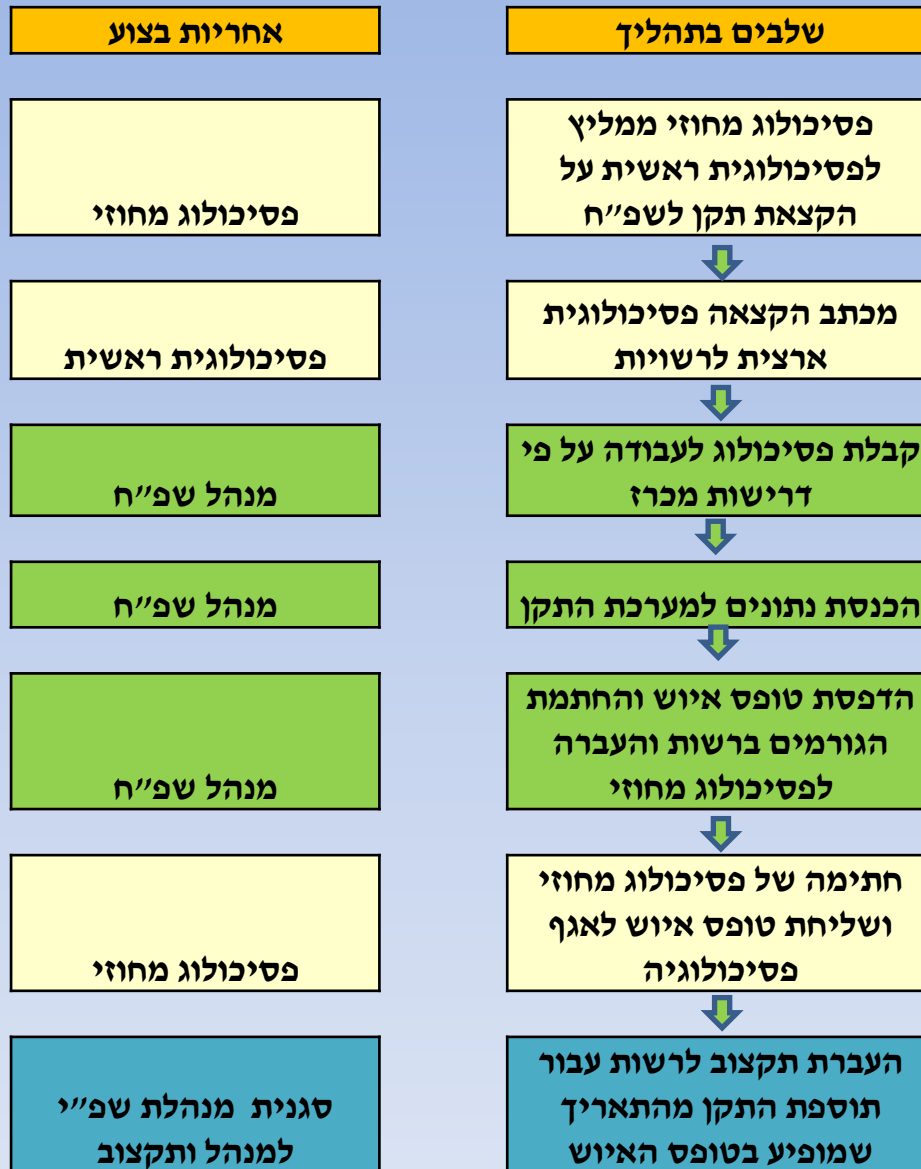 שלבים בתהליך
אחריות בצוע
פסיכולוג מחוזי ממליץ
לפסיכולוגית ראשית על
הקצאת תקן לשפ״ח
פסיכולוג מחוזי
מכתב הקצאה פסיכולוגית
ארצית לרשויות
פסיכולוגית ראשית
קבלת פסיכולוג לעבודה על פי
דרישות מכרז
מנהל שפ״ח
הכנסת נתונים למערכת התקן
מנהל שפ״ח
הדפסת טופס איוש והחתמת
הגורמים ברשות והעברה
לפסיכולוג מחוזי
מנהל שפ״ח
חתימה של פסיכולוג מחוזי
ושליחת טופס איוש לאגף
פסיכולוגיה
פסיכולוג מחוזי
העברת תקצוב לרשות עבור
תוספת התקן מהתאריך
שמופיע בטופס האיוש
סגנית מנהלת שפ״י
למנהל ותקצוב